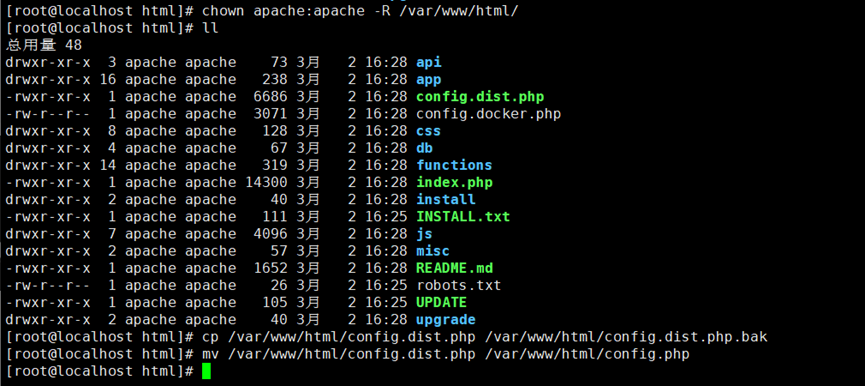 [root@localhost html]# chown apache:apache -R /var/www/html/
[root@localhost html]# ll
总用量 48
drwxr-xr-x  3 apache apache    73 3月   2 16:28 api
drwxr-xr-x 16 apache apache   238 3月   2 16:28 app
-rwxr-xr-x  1 apache apache  6686 3月   2 16:28 config.dist.php
-rw-r--r--  1 apache apache  3071 3月   2 16:28 config.docker.php
drwxr-xr-x  8 apache apache   128 3月   2 16:28 css
drwxr-xr-x  4 apache apache    67 3月   2 16:28 db
drwxr-xr-x 14 apache apache   319 3月   2 16:28 functions
-rwxr-xr-x  1 apache apache 14300 3月   2 16:28 index.php
drwxr-xr-x  2 apache apache    40 3月   2 16:28 install
-rwxr-xr-x  1 apache apache   111 3月   2 16:25 INSTALL.txt
drwxr-xr-x  7 apache apache  4096 3月   2 16:28 js
drwxr-xr-x  2 apache apache    57 3月   2 16:28 misc
-rwxr-xr-x  1 apache apache  1652 3月   2 16:28 README.md
-rw-r--r--  1 apache apache    26 3月   2 16:25 robots.txt
-rwxr-xr-x  1 apache apache   105 3月   2 16:25 UPDATE
drwxr-xr-x  2 apache apache    40 3月   2 16:28 upgrade
[root@localhost html]# cp /var/www/html/config.dist.php /var/www/html/config.dist.php.bak
[root@localhost html]# mv /var/www/html/config.dist.php /var/www/html/config.php
[root@localhost html]#